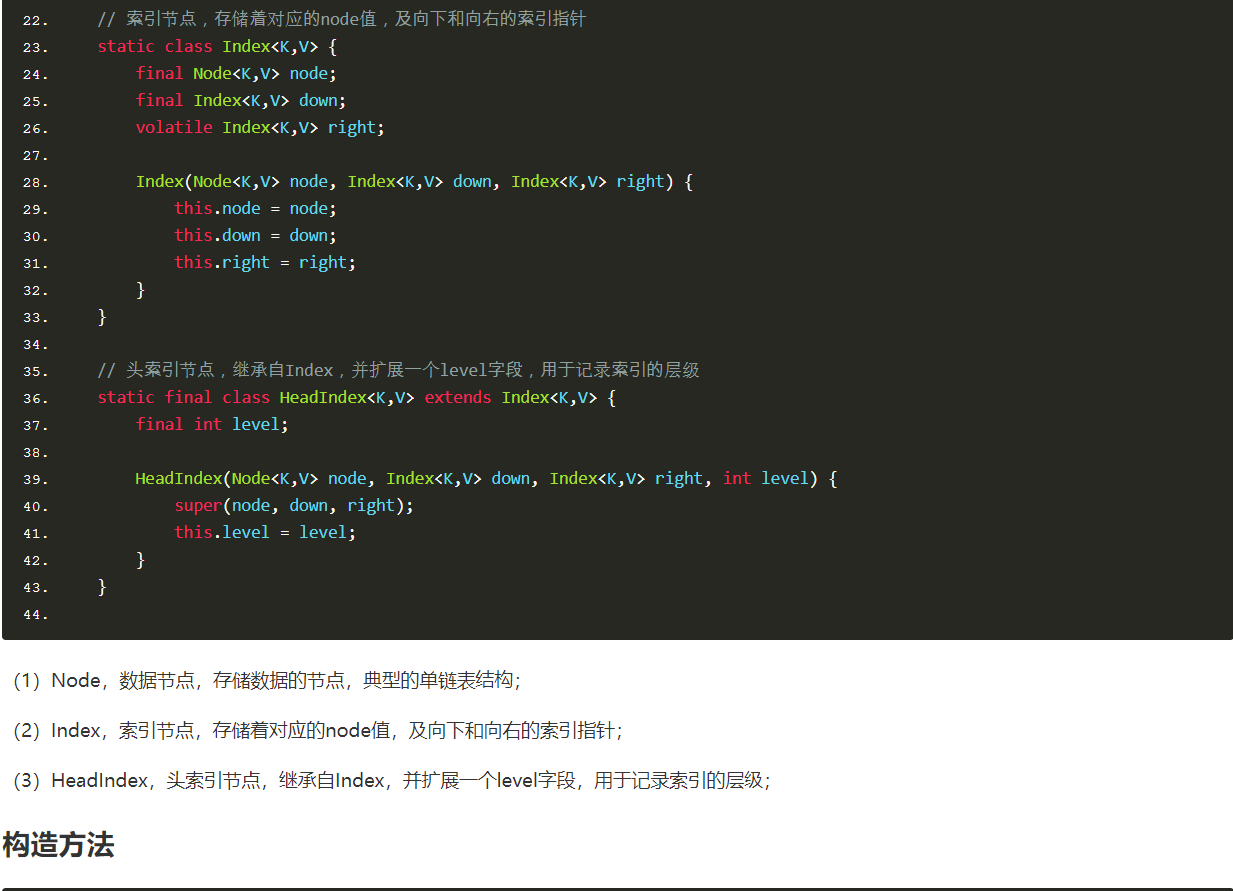 22. // 索引节点，存储着对应的node值，及向下和向右的索引指针
23. static class Index<K,V> {
24. final Node<K,V> node;
25. final Index<K,V> down;
26. volatile Index<K,V> right;
27.
28. Index(Node<K,V> node, Index<K,V> down, Index<K,V> right) {
29. this.node = node;
30. this.down = down;
31. this.right = right;
32. }
33. }
34.
35. // 头索引节点，继承自Index，并扩展一个level字段，用于记录索引的层级
36. static final class HeadIndex<K,V> extends Index<K,V> {
37. final int level;
38.
39. HeadIndex(Node<K,V> node, Index<K,V> down, Index<K,V> right, int level) {
40. super(node, down, right);
41. this.level = level;
42. }
43. }
44.
（1）Node，数据节点，存储数据的节点，典型的单链表结构；
（2）Index，索引节点，存储着对应的node值，及向下和向右的索引指针；
（3）HeadIndex，头索引节点，继承自Index，并扩展一个level字段，用于记录索引的层级；
构造方法